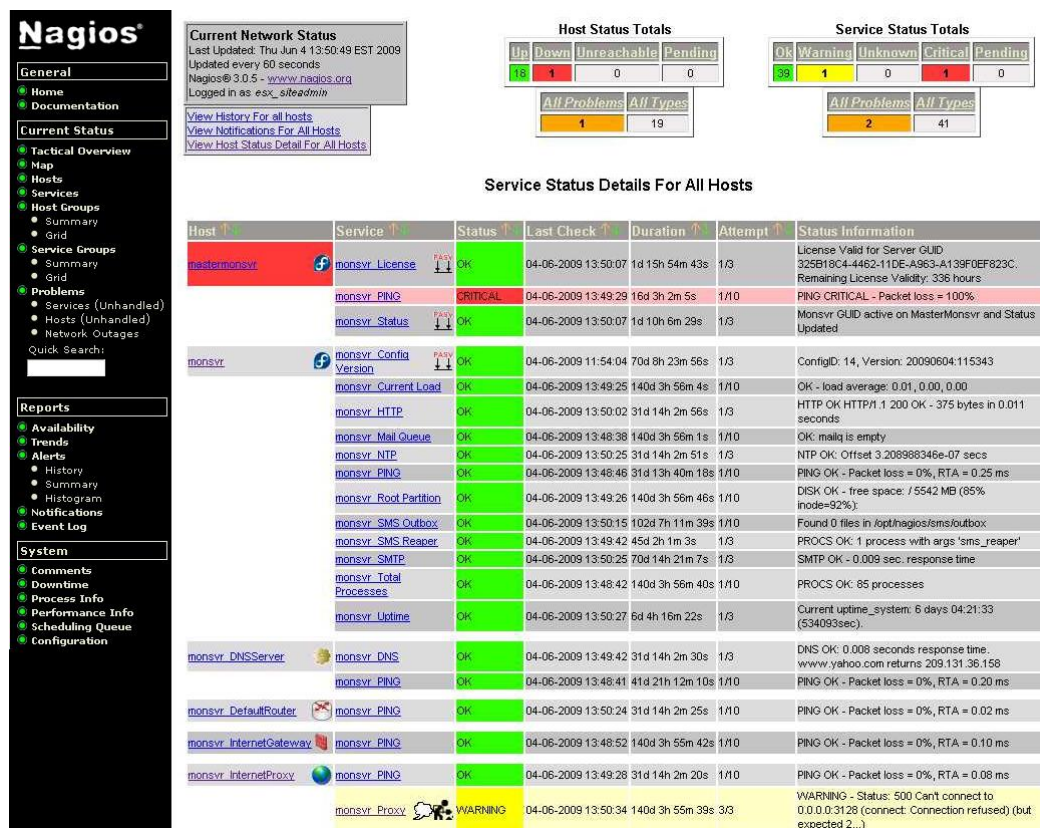 Nagios®
General
Home
Documentation
Current Status
Tactical Overview
Map
Hosts
Services
Host Groups
Summary
Grid
Service Groups
Summary
Grid
Problems
Services (Unhandled)
Hosts (Unhandled)
Network Outages
Quick Search:
Reports
Availability
Trends
Alerts
History
Summary
Histogram
Notifications
Event Log
System
Comments
Downtime
Process Info
Performance Info
Scheduling Queue
Configuration
Current Network Status
Last Updated: Thu Jun 4 13:50:49 EST 2009
Updated every 60 seconds
Nagios® 3.0.5 - www.nagios.org
Logged in as esx_siteadmin
View History For all hosts
View Notifications For All Hosts
View Host Status Detail For All Hosts
Host Status Totals
Up Down Unreachable Pending
18 1 0 0
All Problems All Types
1 19
Service Status Totals
Ok Warning Unknown Critical Pending
39 1 0 1 0
All Problems All Types
2 41
Service Status Details For All Hosts
Host Service Status Last Check Duration Attempt Status Information
mastermonsvr monsvr_License PASV OK 04-06-2009 13:50:07 1d 15h 54m 43s 1/3 License Valid for Server GUID
325B18C4-4462-11DE-A963-A139F0EF823C.
Remaining License Validity: 336 hours
monsvr_PING CRITICAL 04-06-2009 13:49:29 16d 3h 2m 5s 1/10 PING CRITICAL - Packet loss = 100%
monsvr_Status PASV OK 04-06-2009 13:50:07 1d 10h 6m 29s 1/3 Monsvr GUID active on MasterMonsvr and Status
Updated
monsvr monsvr_Config Version PASV OK 04-06-2009 11:54:04 70d 8h 23m 56s 1/3 ConfigID: 14, Version: 20090604:115343
monsvr_Current Load OK 04-06-2009 13:49:25 140d 3h 56m 4s 1/10 OK - load average: 0.01, 0.00, 0.00
monsvr_HTTP OK 04-06-2009 13:50:02 31d 14h 2m 56s 1/3 HTTP OK HTTP/1.1 200 OK - 375 bytes in 0.011
seconds
monsvr_Mail Queue OK 04-06-2009 13:48:38 140d 3h 56m 1s 1/10 OK: mailq is empty
monsvr_NTP OK 04-06-2009 13:50:25 31d 14h 2m 51s 1/3 NTP OK: Offset 3.208988346e-07 secs
monsvr_PING OK 04-06-2009 13:48:46 31d 13h 40m 18s 1/10 PING OK - Packet loss = 0%, RTA = 0.25 ms
monsvr_Root Partition OK 04-06-2009 13:49:26 140d 3h 56m 46s 1/10 DISK OK - free space: / 5542 MB (85%
inode=92%):
monsvr_SMS Outbox OK 04-06-2009 13:50:15 102d 7h 11m 39s 1/10 Found 0 files in /opt/nagios/sms/outbox
monsvr_SMS Reaper OK 04-06-2009 13:49:42 45d 2h 1m 3s 1/3 PROCS OK: 1 process with args 'sms_reaper'
monsvr_SMTP OK 04-06-2009 13:50:25 70d 14h 21m 7s 1/3 SMTP OK - 0.009 sec. response time
monsvr_Total Processes OK 04-06-2009 13:48:42 140d 3h 56m 40s 1/10 PROCS OK: 85 processes
monsvr_Uptime OK 04-06-2009 13:50:27 6d 4h 16m 22s 1/3 Current uptime_system: 6 days 04:21:33
(534093sec).
monsvr_DNSServer monsvr_DNS OK 04-06-2009 13:49:42 31d 14h 2m 30s 1/3 DNS OK: 0.008 seconds response time.
www.yahoo.com returns 209.131.36.158
monsvr_PING OK 04-06-2009 13:48:41 41d 21h 12m 10s 1/10 PING OK - Packet loss = 0%, RTA = 0.20 ms
monsvr_DefaultRouter monsvr_PING OK 04-06-2009 13:50:24 31d 14h 2m 25s 1/10 PING OK - Packet loss = 0%, RTA = 0.02 ms
monsvr_InternetGateway monsvr_PING OK 04-06-2009 13:48:52 140d 3h 55m 42s 1/10 PING OK - Packet loss = 0%, RTA = 0.10 ms
monsvr_InternetProxy monsvr_PING OK 04-06-2009 13:49:28 31d 14h 2m 20s 1/10 PING OK - Packet loss = 0%, RTA = 0.08 ms
monsvr_Proxy WARNING 04-06-2009 13:50:34 140d 3h 55m 39s 3/3 WARNING - Status: 500 Can't connect to
0.0.0.0:3128 (connect: Connection refused) (but
expected 2...)